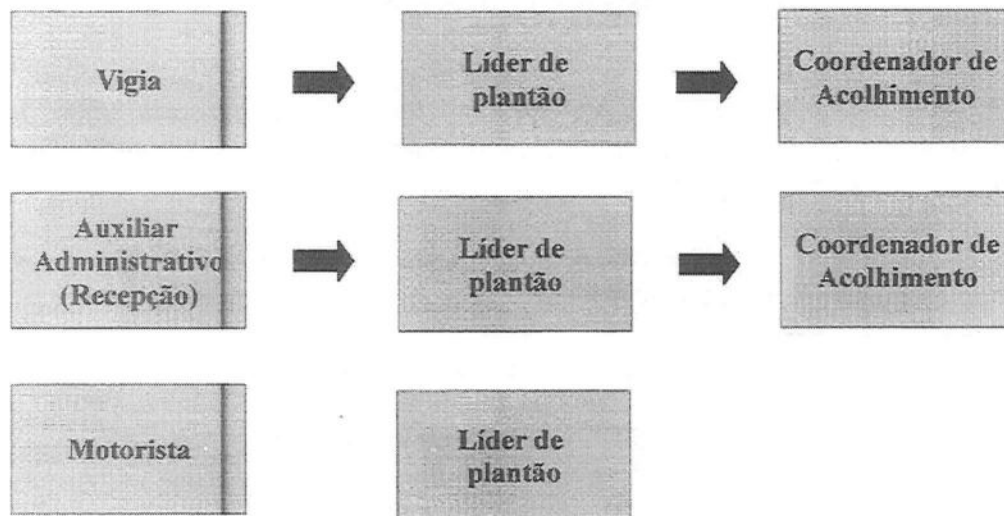 Vigia
Líder de
plantão
Coordenador de
Acolhimento
Auxiliar
Administrativo
(Recepção)
Líder de
plantão
Coordenador de
Acolhimento
Motorista
Líder de
plantão